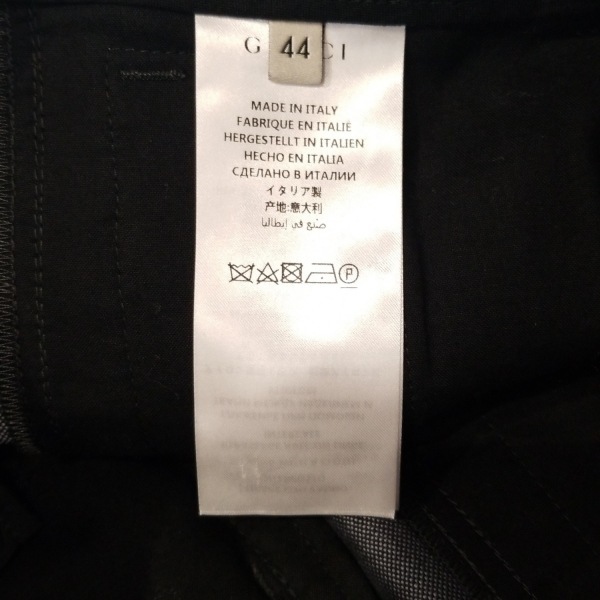 G CI
44
MADE IN ITALY
FABRIQUE EN ITALIE
HERGESTELLT IN ITALIEN
HECHO EN ITALIA
СДЕЛАНО В ИТАЛИИ
イタリア製
产地:意大利
صنع في إيطاليا
P